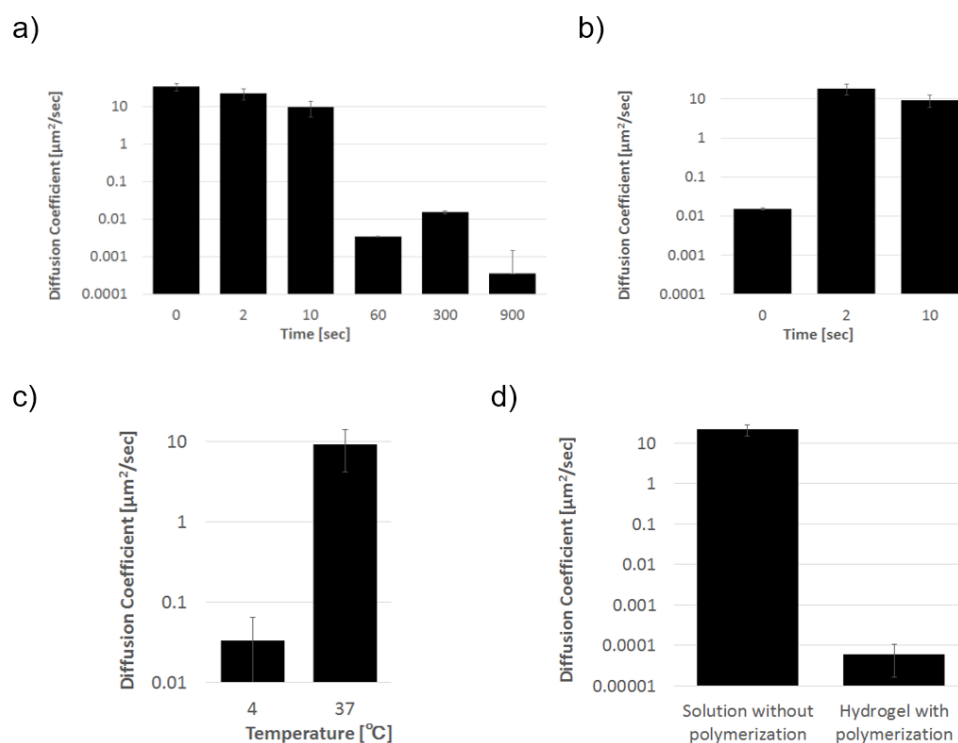 a)
Diffusion Coefficient [µm²/sec]
10
1
0.1
0.01
0.001
0.0001
0 2 10 60 300 900
Time [sec]
b)
Diffusion Coefficient [µm²/sec]
10
1
0.1
0.01
0.001
0.0001
0 2 10
Time [sec]
c)
Diffusion Coefficient [µm²/sec]
10
1
0.1
0.01
4 37
Temperature [°C]
d)
Diffusion Coefficient [µm²/sec]
10
1
0.1
0.01
0.001
0.0001
0.00001
Solution without Hydrogel with
polymerization polymerization